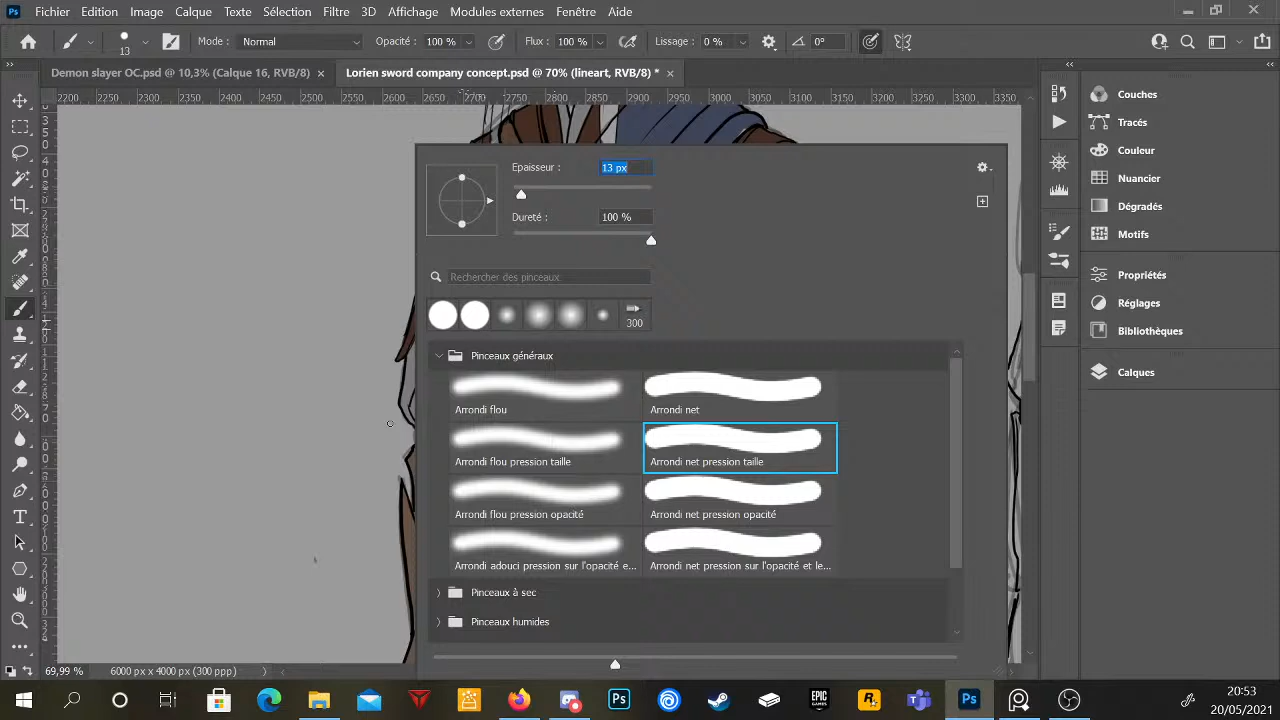 Fichier Edition Image Calque Texte Sélection Filtre 3D Affichage Modules externes Fenêtre Aide
13 Mode : Normal Opacité : 100 % Flux : 100 % Lissage : 0 % 0°
Demon slayer OC.psd @ 10,3% (Calque 16, RVB/8) × Lorien sword company concept.psd @ 70% (lineart, RVB/8) * ×
2200 2250 2300 2350 2400 2450 2500 2550 2600 2650 2700 2750 2800 2850 2900 2950 3000 3050 3100 3150 3200 3250 3300 3350
Couches
Tracés
Couleur
Nuancier
Dégradés
Motifs
Propriétés
Réglages
Bibliothèques
Calques
Epaisseur : 13 px
Dureté : 100 %
Rechercher des pinceaux
300
Pinceaux généraux
Arrondi flou Arrondi net
Arrondi flou pression taille Arrondi net pression taille
Arrondi flou pression opacité Arrondi net pression opacité
Arrondi adouci pression sur l'opacité e... Arrondi net pression sur l'opacité et le...
Pinceaux à sec
Pinceaux humides
69,99 % 6000 px x 4000 px (300 ppp)
20:53
20/05/2021